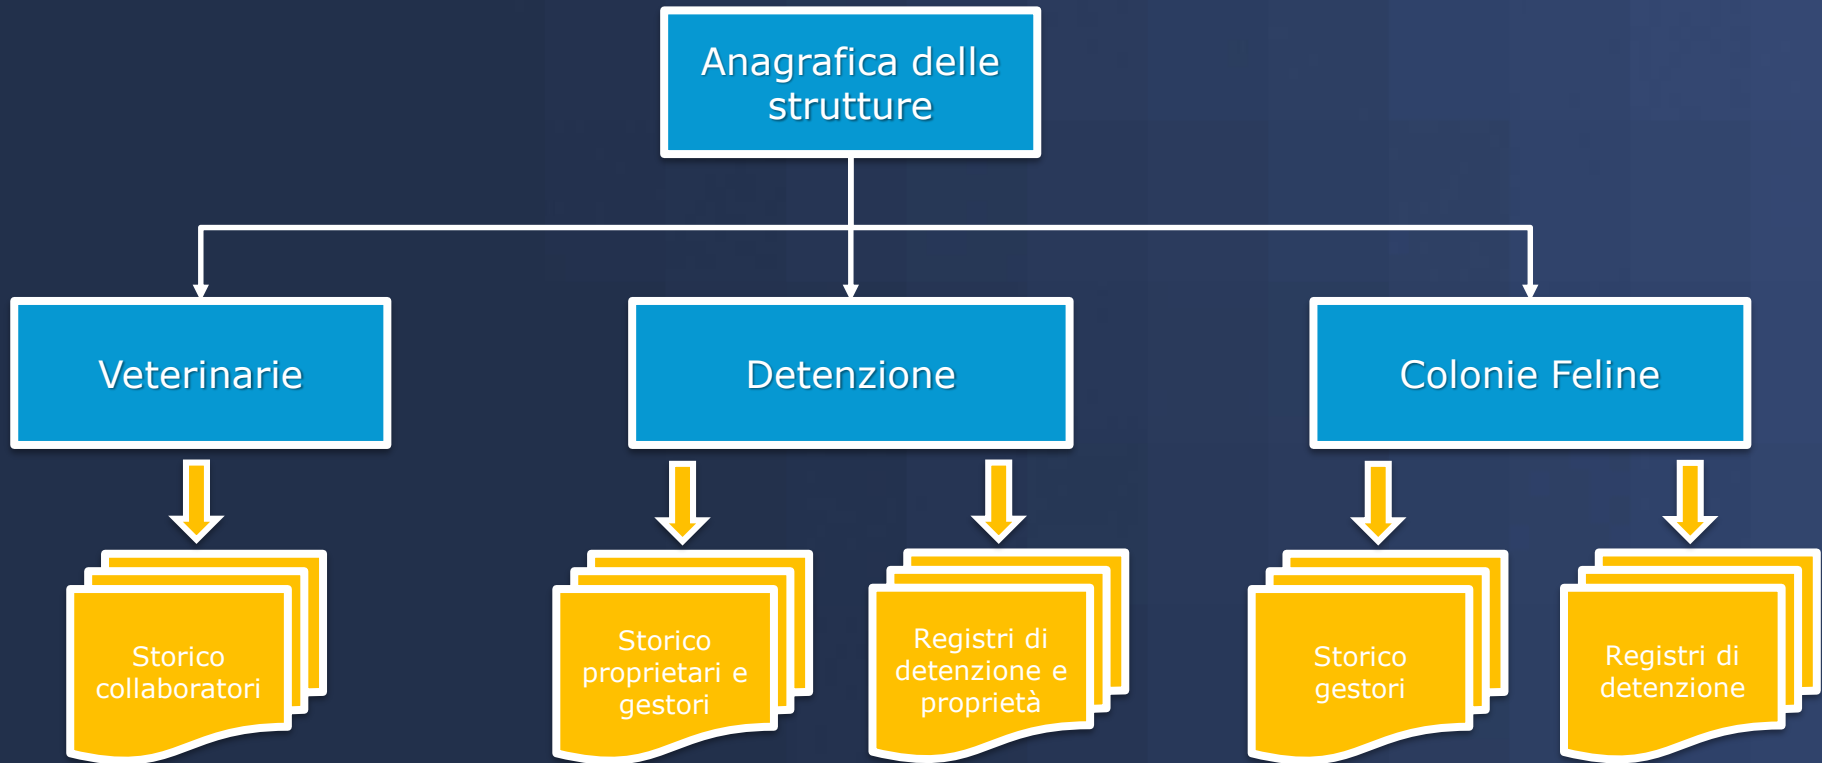 Anagrafica delle
strutture
Veterinarie
Detenzione
Colonie Feline
Storico
collaboratori
Storico
proprietari e
gestori
Registri di
detenzione e
proprietà
Storico
gestori
Registri di
detenzione